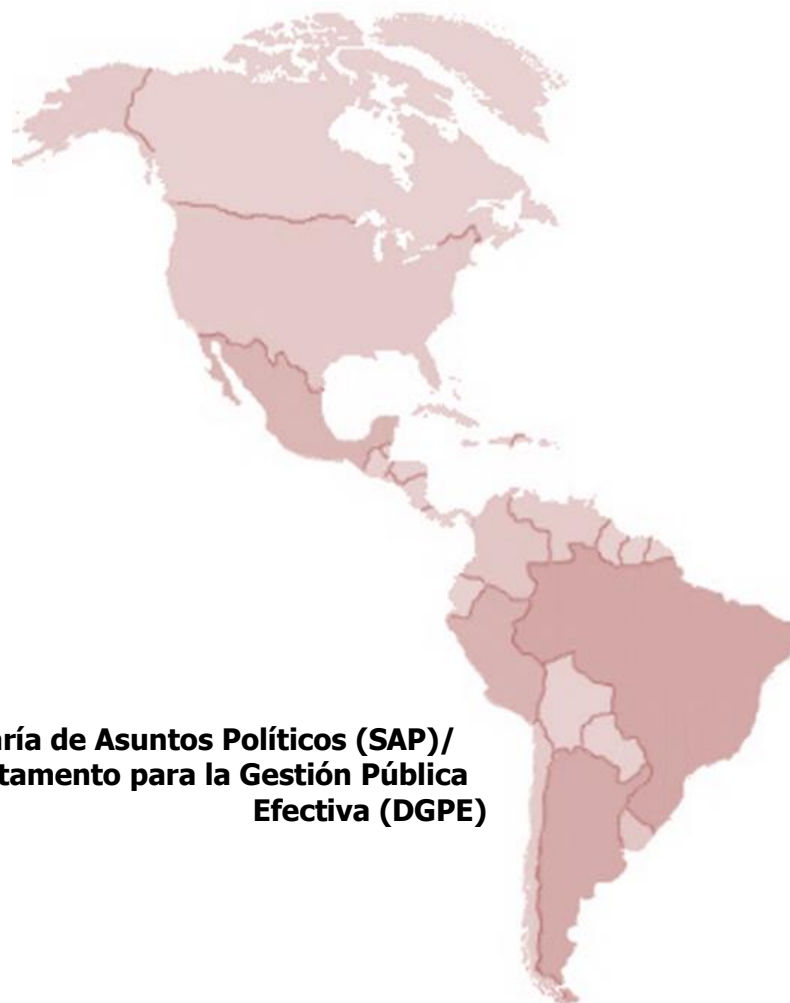 aría de Asuntos Políticos (SAP)/
tamento para la Gestión Pública
Efectiva (DGPE)